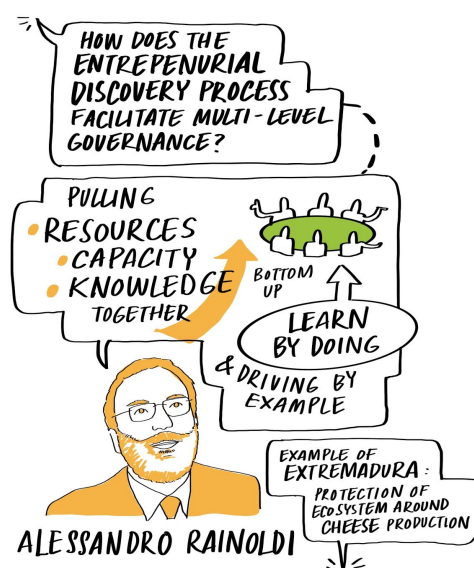 HOW DOES THE
ENTREPENURIAL
DISCOVERY PROCESS
FACILITATE MULTI-LEVEL
GOVERNANCE?
PULLING
• RESOURCES
• CAPACITY
• KNOWLEDGE
TOGETHER
BOTTOM
UP
LEARN
BY DOING
& DRIVING BY
EXAMPLE
ALESSANDRO RAINOLDI
EXAMPLE OF
EXTREMADURA:
PROTECTION OF
ECOSYSTEM AROUND
CHEESE PRODUCTION